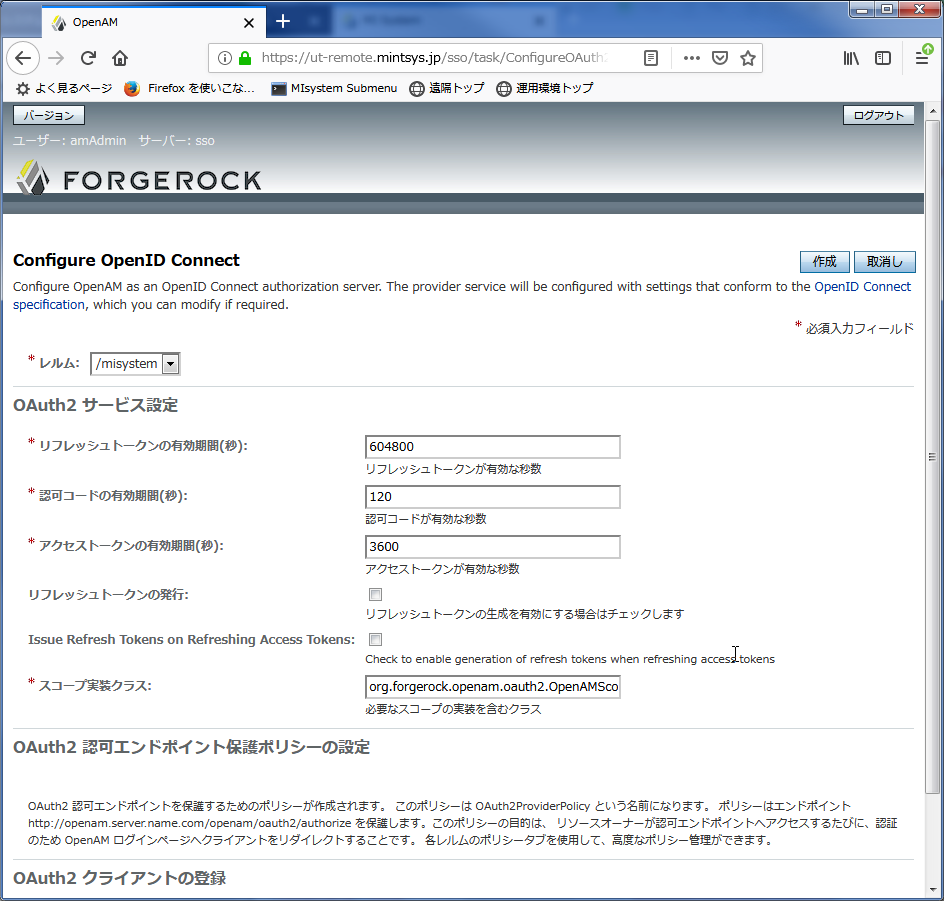 OpenAM
https://ut-remote.mintsys.jp/sso/task/ConfigureOAuth
よく見るページ Firefox を使いこな... MIsystem Submenu 遠隔トップ 運用環境トップ
バージョン ログアウト
ユーザー: amAdmin サーバー: sso
FORGEROCK
Configure OpenID Connect 作成 取消し
Configure OpenAM as an OpenID Connect authorization server. The provider service will be configured with settings that conform to the OpenID Connect
specification, which you can modify if required.
* 必須入力フィールド
* レルム: /misystem
OAuth2 サービス設定
* リフレッシュトークンの有効期間(秒): 604800
リフレッシュトークンが有効な秒数
* 認可コードの有効期間(秒): 120
認可コードが有効な秒数
* アクセストークンの有効期間(秒): 3600
アクセストークンが有効な秒数
リフレッシュトークンの発行:
リフレッシュトークンの生成を有効にする場合はチェックします
Issue Refresh Tokens on Refreshing Access Tokens:
Check to enable generation of refresh tokens when refreshing access tokens
* スコープ実装クラス: org.forgerock.openam.oauth2.OpenAMSco
必要なスコープの実装を含むクラス
OAuth2 認可エンドポイント保護ポリシーの設定
OAuth2 認可エンドポイントを保護するためのポリシーが作成されます。 このポリシーは OAuth2ProviderPolicy という名前になります。 ポリシーはエンドポイント
http://openam.server.name.com/openam/oauth2/authorize を保護します。このポリシーの目的は、 リソースオーナーが認可エンドポイントへアクセスするたびに、認証
のため OpenAM ログインページへクライアントをリダイレクトすることです。 各レルムのポリシータブを使用して、高度なポリシー管理ができます。
OAuth2 クライアントの登録